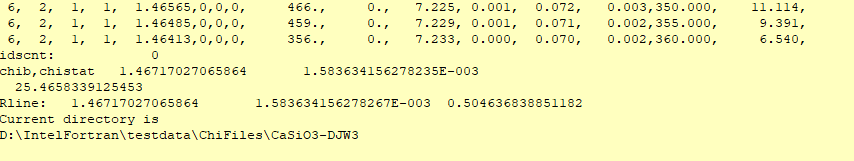 6, 2, 1, 1, 1.46565,0,0,0, 466., 0., 7.225, 0.001, 0.072, 0.003,350.000, 11.114,
6, 2, 1, 1, 1.46485,0,0,0, 459., 0., 7.229, 0.001, 0.071, 0.002,355.000, 9.391,
6, 2, 1, 1, 1.46413,0,0,0, 356., 0., 7.233, 0.000, 0.070, 0.002,360.000, 6.540,
idscnt: 0
chib,chistat 1.46717027065864 1.583634156278235E-003
25.4658339125453
Rline: 1.46717027065864 1.583634156278267E-003 0.504636838851182
Current directory is
D:\IntelFortran\testdata\ChiFiles\CaSiO3-DJW3